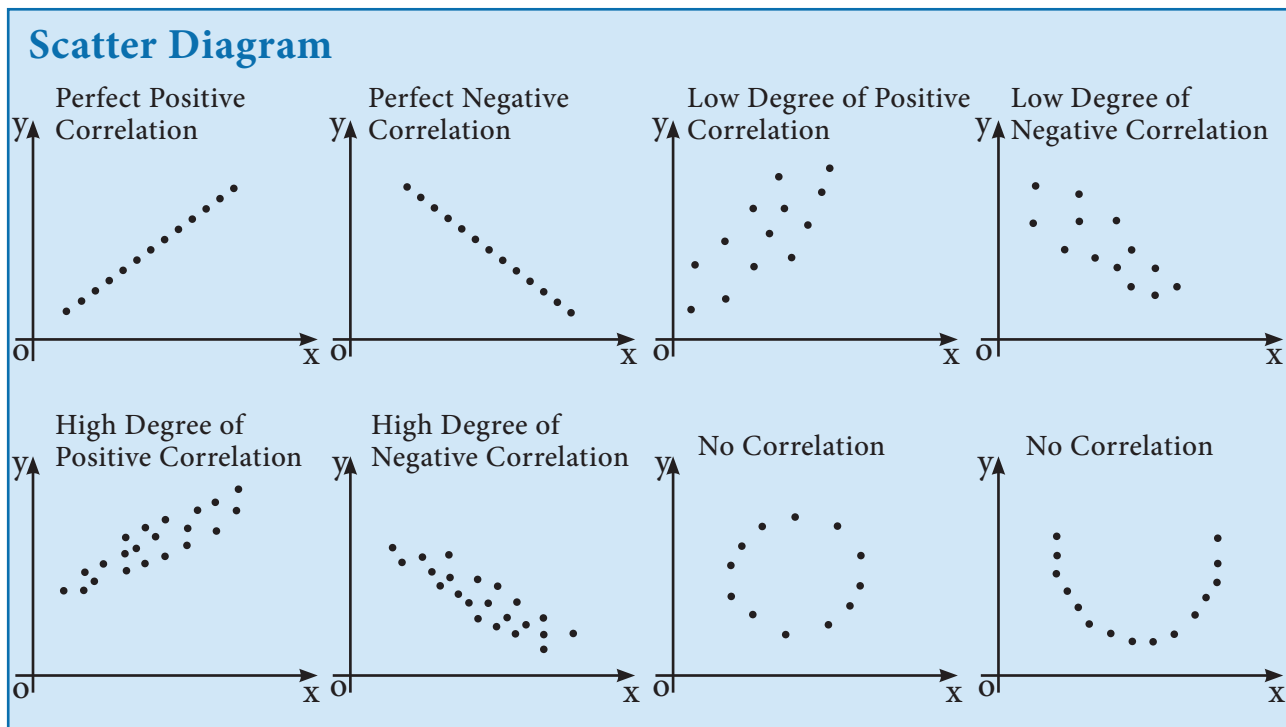 Scatter Diagram
Perfect Positive
Correlation
y
o
x
Perfect Negative
Correlation
y
o
x
Low Degree of Positive
Correlation
y
o
x
Low Degree of
Negative Correlation
y
o
x
High Degree of
Positive Correlation
y
o
x
High Degree of
Negative Correlation
y
o
x
No Correlation
y
o
x
No Correlation
y
o
x